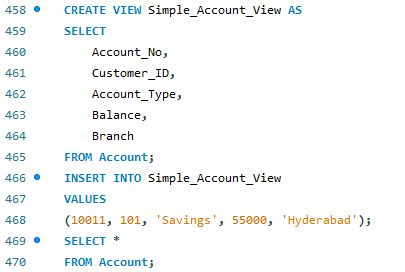 458 CREATE VIEW Simple_Account_View AS
459 SELECT
460 Account_No,
461 Customer_ID,
462 Account_Type,
463 Balance,
464 Branch
465 FROM Account;
466 INSERT INTO Simple_Account_View
467 VALUES
468 (10011, 101, 'Savings', 55000, 'Hyderabad');
469 SELECT *
470 FROM Account;